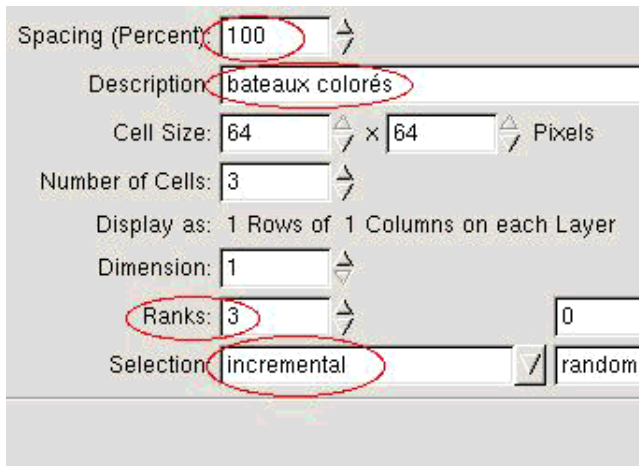 Spacing (Percent): 100
Description: bateaux colorés
Cell Size: 64 x 64 Pixels
Number of Cells: 3
Display as: 1 Rows of 1 Columns on each Layer
Dimension: 1
Ranks: 3 0
Selection: incremental random